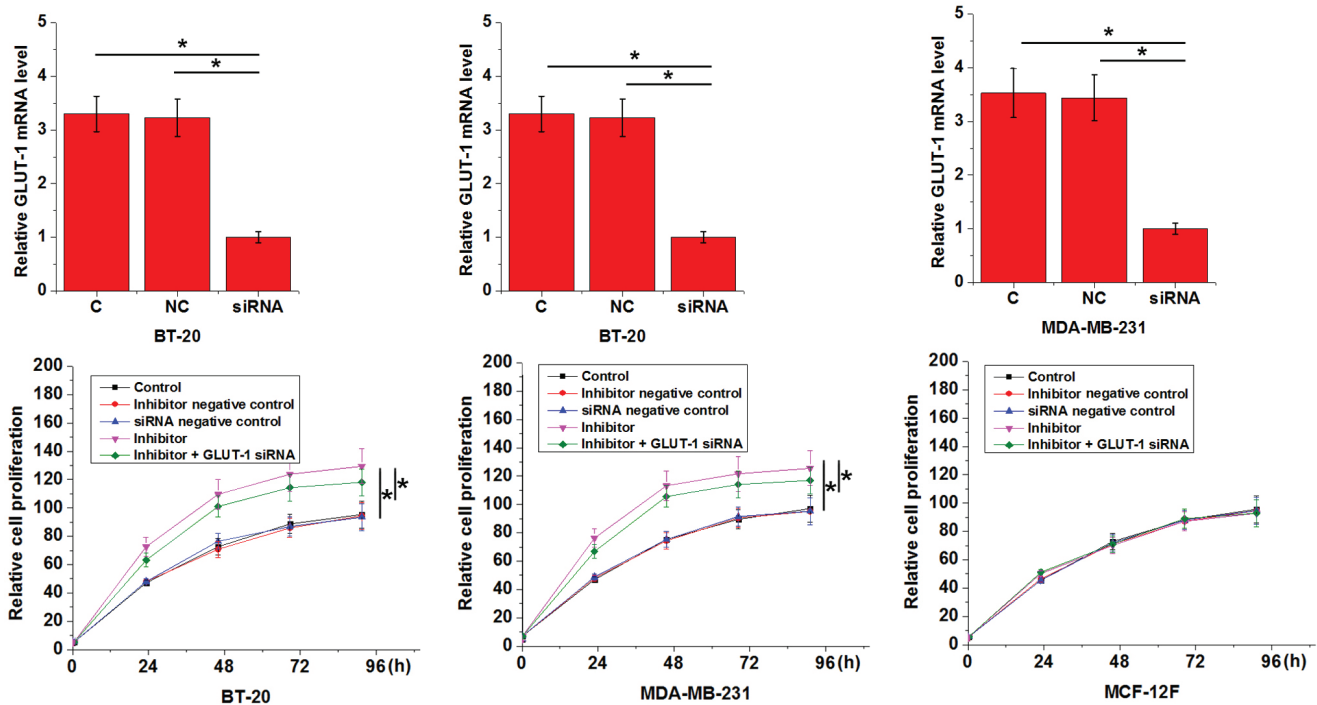 Relative GLUT-1 mRNA level
5
4
3
2
1
0
*
*
C NC siRNA
BT-20
Relative GLUT-1 mRNA level
5
4
3
2
1
0
*
*
C NC siRNA
BT-20
Relative GLUT-1 mRNA level
5
4
3
2
1
0
*
*
C NC siRNA
MDA-MB-231
Relative cell proliferation
200
180
160
140
120
100
80
60
40
20
0
Control
Inhibitor negative control
siRNA negative control
Inhibitor
Inhibitor + GLUT-1 siRNA
*
*
0 24 48 72 96 (h)
BT-20
Relative cell proliferation
200
180
160
140
120
100
80
60
40
20
0
Control
Inhibitor negative control
siRNA negative control
Inhibitor
Inhibitor + GLUT-1 siRNA
*
*
0 24 48 72 96 (h)
MDA-MB-231
Relative cell proliferation
200
180
160
140
120
100
80
60
40
20
0
Control
Inhibitor negative control
siRNA negative control
Inhibitor
Inhibitor + GLUT-1 siRNA
0 24 48 72 96 (h)
MCF-12F